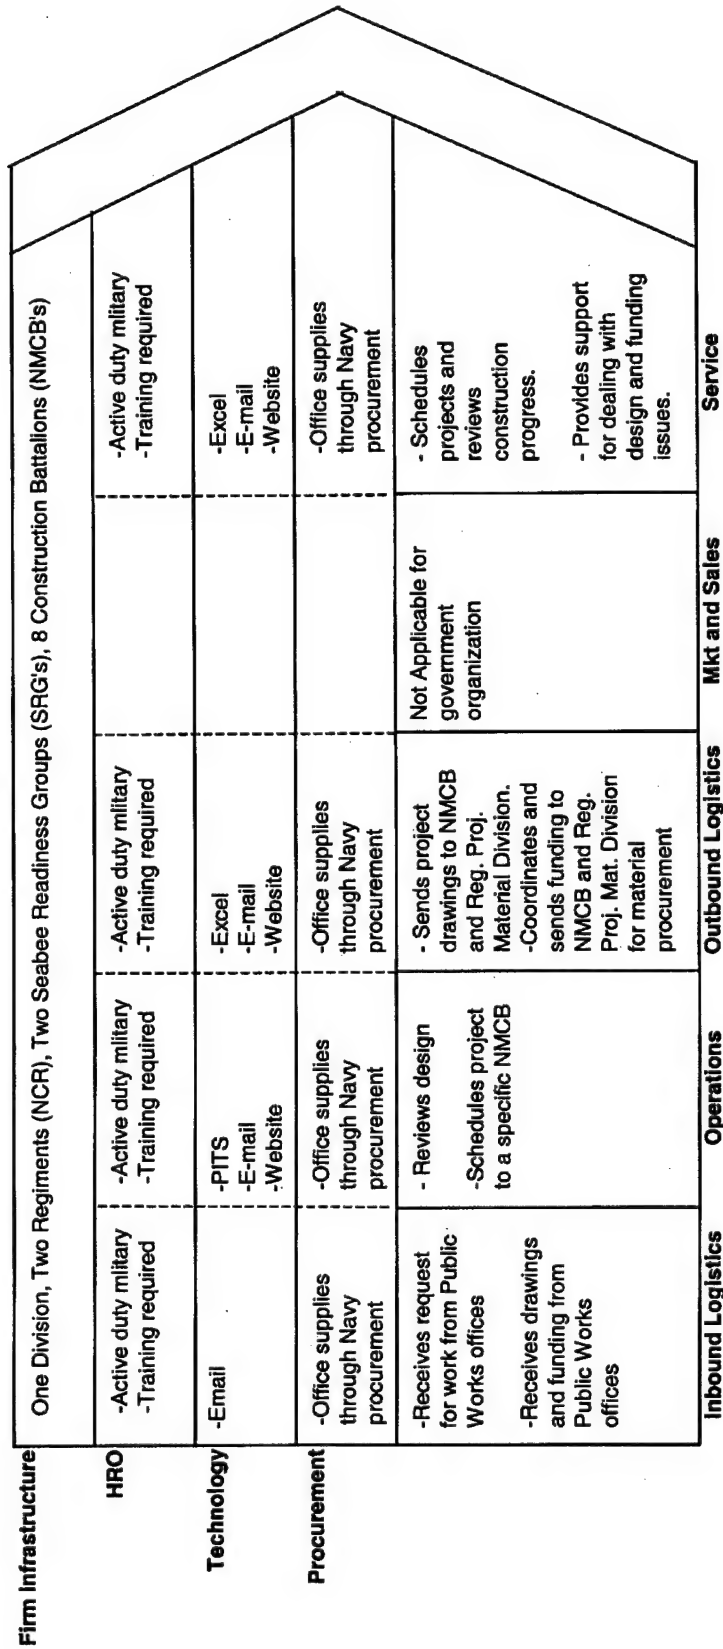 Firm Infrastructure
One Division, Two Regiments (NCR), Two Seabee Readiness Groups (SRG's), 8 Construction Battalions (NMCB's)
HRO
-Active duty military
-Training required
-Active duty military
-Training required
-Active duty military
-Training required
-Active duty military
-Training required
Technology
-Email
-PITS
-E-mail
-Website
-Excel
-E-mail
-Website
-Excel
-E-mail
-Website
Procurement
-Office supplies
through Navy
procurement
-Office supplies
through Navy
procurement
-Office supplies
through Navy
procurement
-Office supplies
through Navy
procurement
-Receives request
for work from Public
Works offices
-Receives drawings
and funding from
Public Works
offices
- Reviews design
-Schedules project
to a specific NMCB
- Sends project
drawings to NMCB
and Reg. Proj.
Material Division.
-Coordinates and
sends funding to
NMCB and Reg.
Proj. Mat. Division
for material
procurement
Not Applicable for
government
organization
- Schedules
projects and
reviews
construction
progress.
- Provides support
for dealing with
design and funding
issues.
Inbound Logistics
Operations
Outbound Logistics
Mkt and Sales
Service